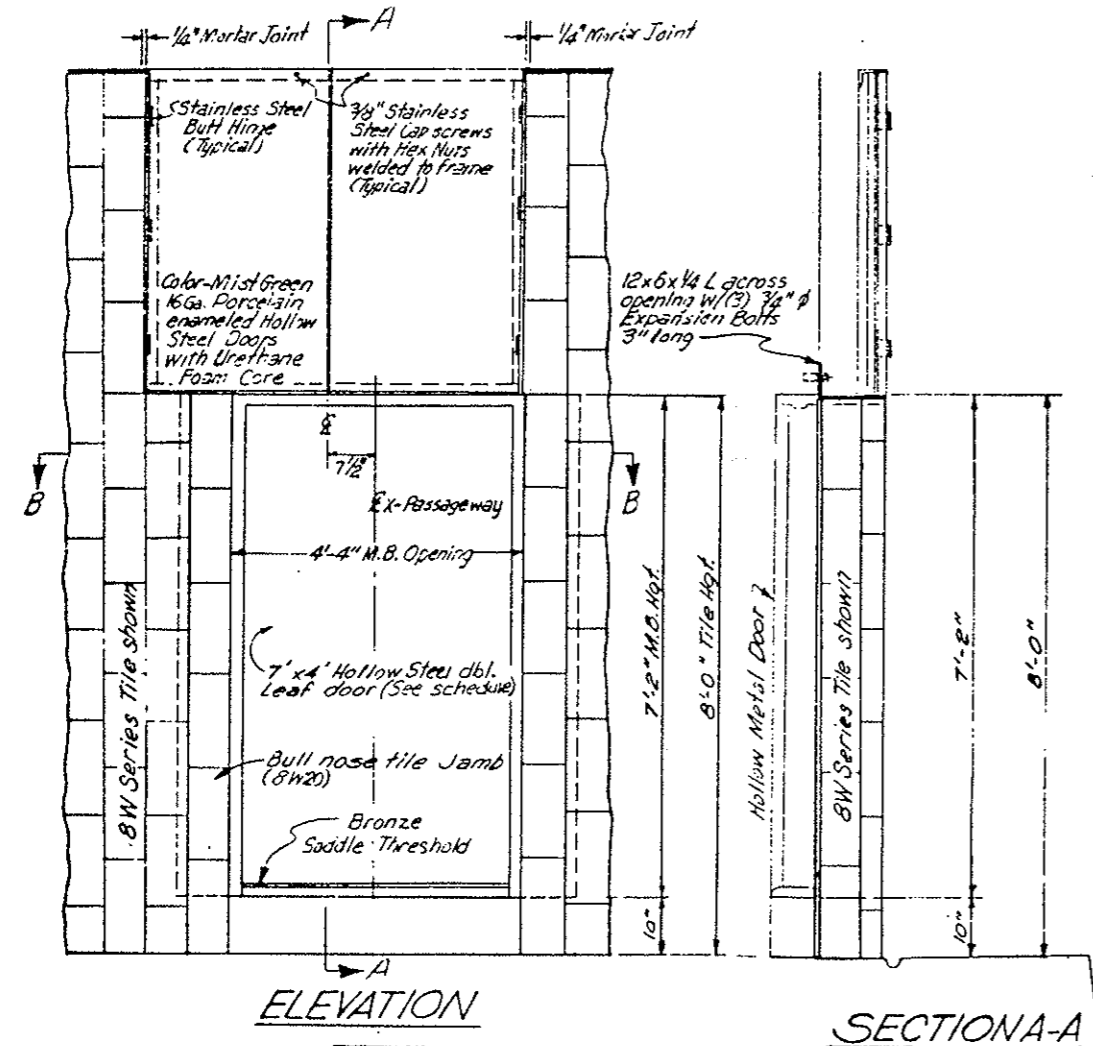 1/4" Mortar Joint
A
1/4" Mortar Joint
Stainless Steel
Butt Hinge
(Typical)
3/8" Stainless
Steel Cap screws
with Hex Nuts
welded to frame
(Typical)
Color-Mist Green
16 Ga. Porcelain
enameled Hollow
Steel Doors
with Urethane
Foam Core
12x6x1/4 L across
opening w/(3) 3/4" ϕ
Expansion Bolts
3" long
℄
7 1/2"
B
B
℄ X-Passageway
4'-4" M.B. Opening
8W Series Tile shown
7' x 4' Hollow Steel dbl.
Leaf door (See schedule)
Bull nose tile Jamb
(8W20)
Bronze
Saddle Threshold
7'-2" M.B. Hgt.
8'-0" Tile Hgt.
10"
Hollow Metal Door
8W Series Tile shown
7'-2"
8'-0"
10"
A
ELEVATION
SECTION A-A